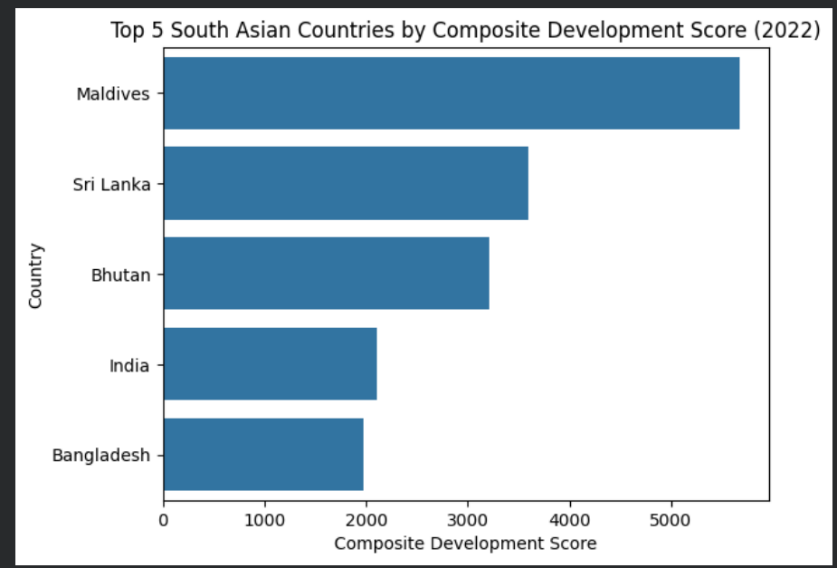 Top 5 South Asian Countries by Composite Development Score (2022)
Maldives
Sri Lanka
Bhutan
India
Bangladesh
Country
0 1000 2000 3000 4000 5000
Composite Development Score